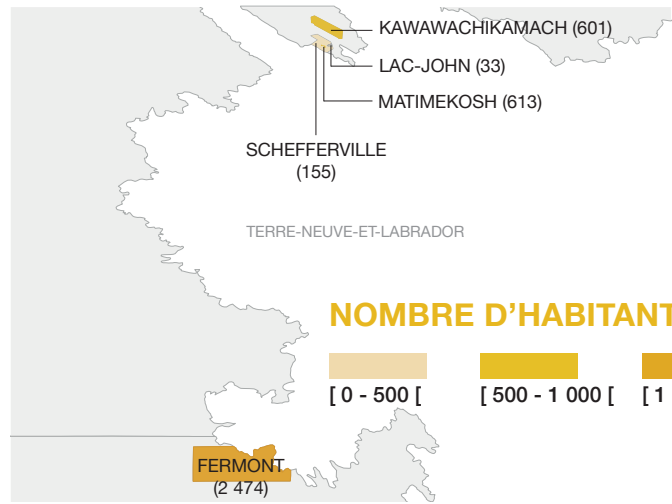 KAWAWACHIKAMACH (601)
LAC-JOHN (33)
MATIMEKOSH (613)
SCHEFFERVILLE
(155)
TERRE-NEUVE-ET-LABRADOR
NOMBRE D’HABITANT
[ 0 - 500 [
[ 500 - 1 000 [
[ 1
FERMONT
(2 474)